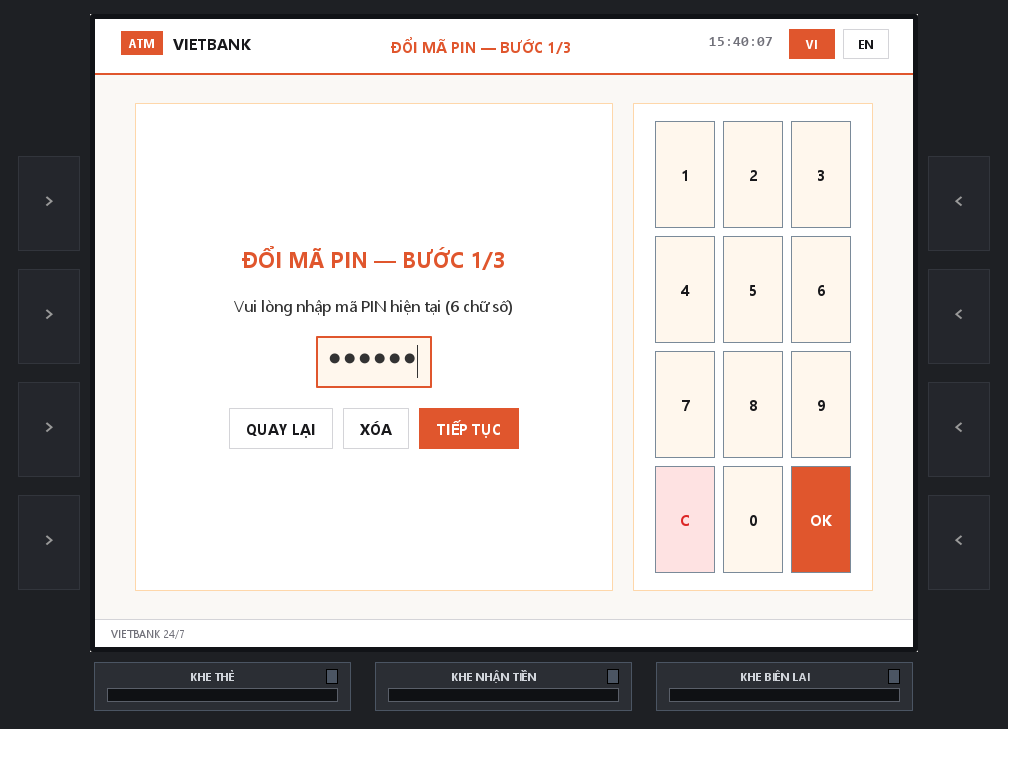 ATM VIETBANK ĐỔI MÃ PIN — BƯỚC 1/3 15:40:07 VI EN
ĐỔI MÃ PIN — BƯỚC 1/3
Vui lòng nhập mã PIN hiện tại (6 chữ số)
●●●●●●
QUAY LẠI XÓA TIẾP TỤC
1 2 3
4 5 6
7 8 9
C 0 OK
VIETBANK 24/7
KHE THẺ KHE NHẬN TIỀN KHE BIÊN LAI